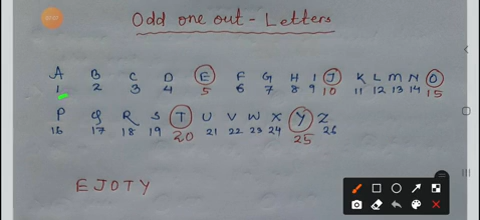 Odd one out - Letters
A B C D E F G H I J K L M N O
1 2 3 4 5 6 7 8 9 10 11 12 13 14 15
P Q R S T U V W X Y Z
16 17 18 19 20 21 22 23 24 25 26
E J O T Y